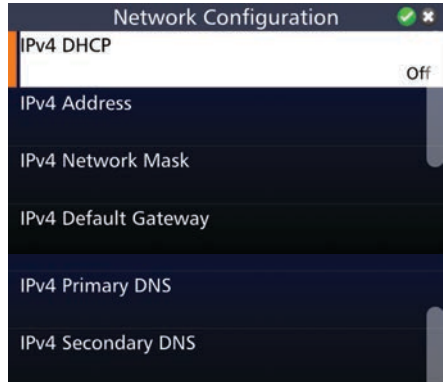 Network Configuration
IPv4 DHCP
Off
IPv4 Address
IPv4 Network Mask
IPv4 Default Gateway
IPv4 Primary DNS
IPv4 Secondary DNS